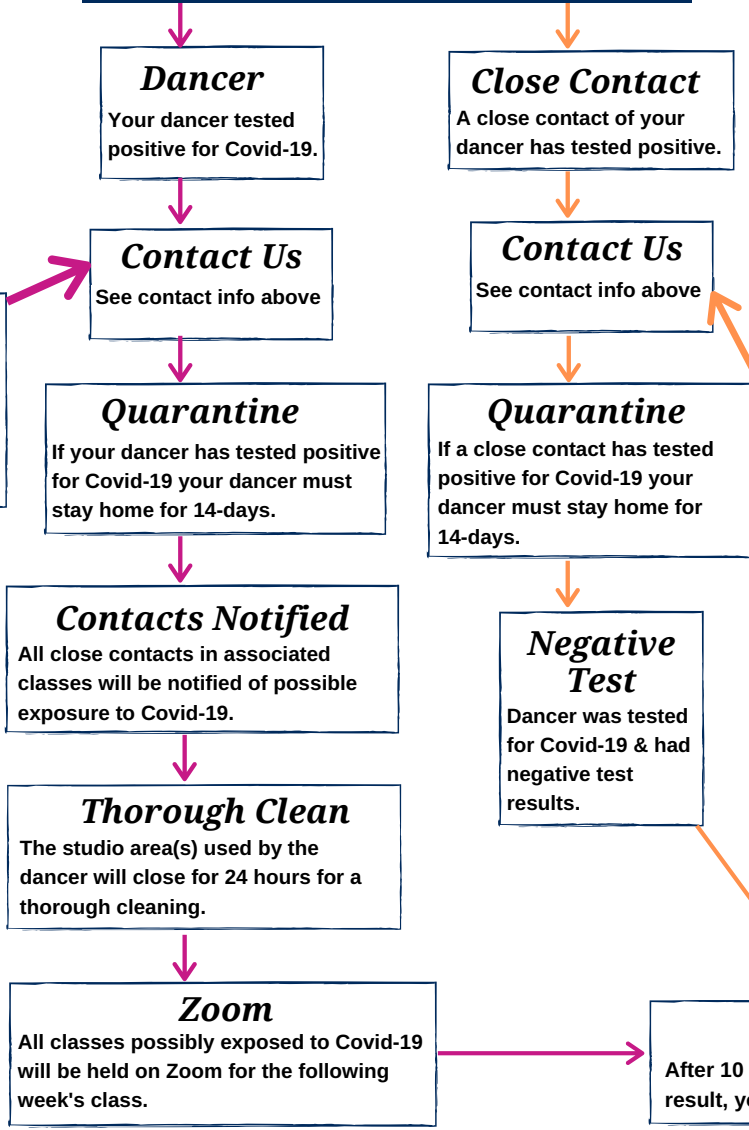 Dancer
Your dancer tested
positive for Covid-19.
Contact Us
See contact info above
Quarantine
If your dancer has tested positive
for Covid-19 your dancer must
stay home for 14-days.
Contacts Notified
All close contacts in associated
classes will be notified of possible
exposure to Covid-19.
Thorough Clean
The studio area(s) used by the
dancer will close for 24 hours for a
thorough cleaning.
Zoom
All classes possibly exposed to Covid-19
will be held on Zoom for the following
week's class.
Close Contact
A close contact of your
dancer has tested positive.
Contact Us
See contact info above
Quarantine
If a close contact has tested
positive for Covid-19 your
dancer must stay home for
14-days.
Negative
Test
Dancer was tested
for Covid-19 & had
negative test
results.
After 10
result,